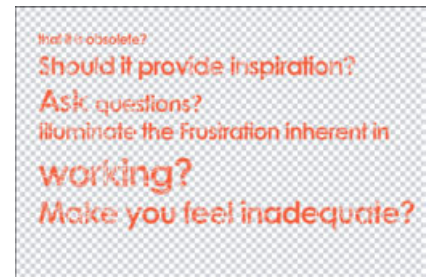 that it is obsolete?
Should it provide inspiration?
Ask questions?
illuminate the Frustration inherent in
working?
Make you feel inadequate?